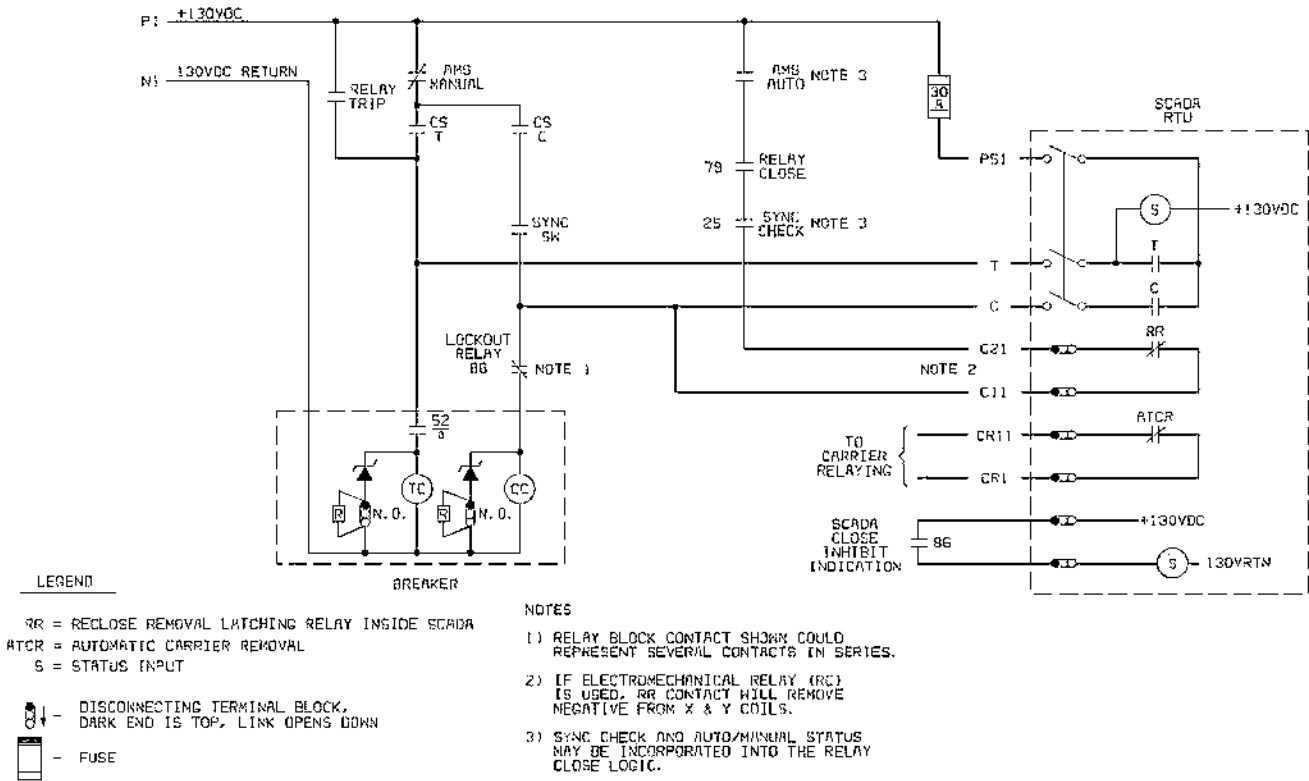 P1 +130VDC
N1 130VDC RETURN
RELAY
TRIP
AMS
MANUAL
CS
T
CS
C
SYNC
SW
AMS
AUTO NOTE 3
79 RELAY
CLOSE
25 SYNC
CHECK NOTE 3
30
A
SCADA
RTU
PS1
S +130VDC
T
T
C
C
LOCKOUT
RELAY
86 NOTE 1
C21
RR
NOTE 2
C11
52
a
TC
CC
R N.O.
R N.O.
BREAKER
TO
CARRIER
RELAYING
CR11
ATCR
CR1
SCADA
CLOSE
INHIBIT
INDICATION
86
+130VDC
S 130VRTN
LEGEND
RR = RECLOSE REMOVAL LATCHING RELAY INSIDE SCADA
ATCR = AUTOMATIC CARRIER REMOVAL
S = STATUS INPUT
- DISCONNECTING TERMINAL BLOCK,
DARK END IS TOP, LINK OPENS DOWN
- FUSE
NOTES
1) RELAY BLOCK CONTACT SHOWN COULD
REPRESENT SEVERAL CONTACTS IN SERIES.
2) IF ELECTROMECHANICAL RELAY (RC)
IS USED, RR CONTACT WILL REMOVE
NEGATIVE FROM X & Y COILS.
3) SYNC CHECK AND AUTO/MANUAL STATUS
MAY BE INCORPORATED INTO THE RELAY
CLOSE LOGIC.